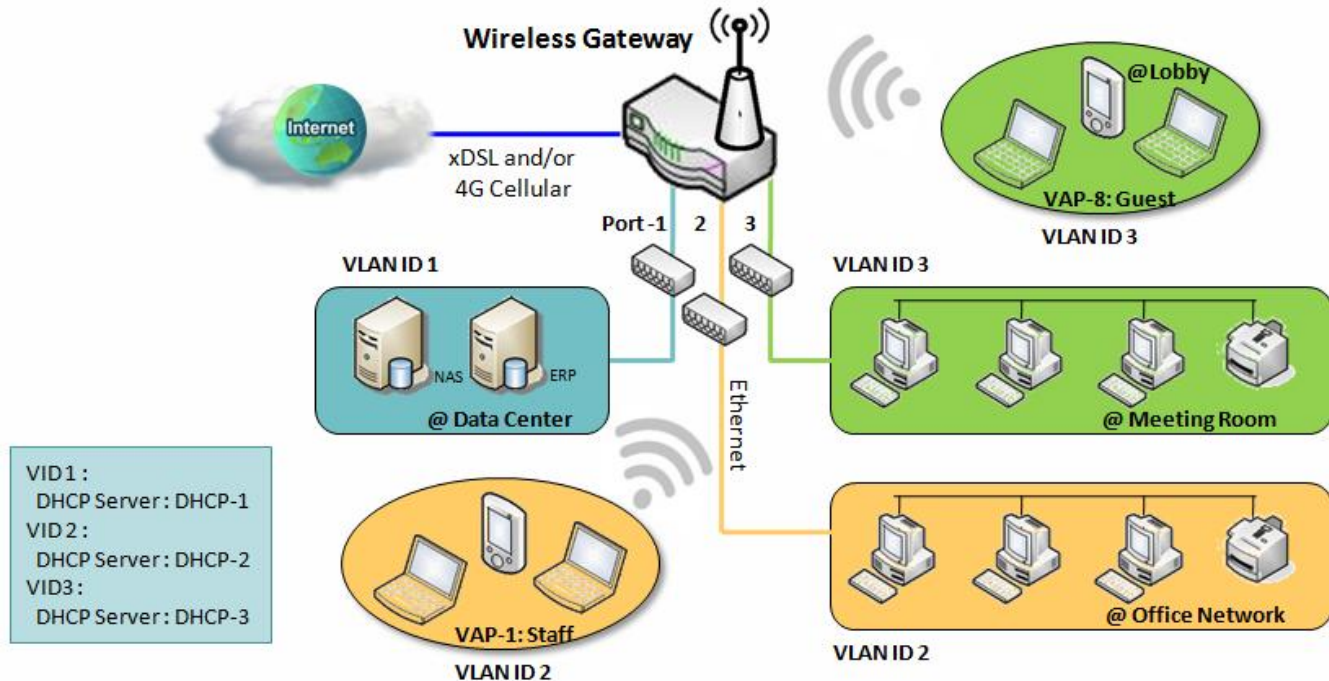 Wireless Gateway
Internet
xDSL and/or
4G Cellular
@Lobby
VAP-8: Guest
VLAN ID 3
Port -1
2
3
VLAN ID 1
NAS
ERP
@ Data Center
VLAN ID 3
@ Meeting Room
Ethernet
VID1 :
DHCP Server : DHCP-1
VID2 :
DHCP Server : DHCP-2
VID3:
DHCP Server : DHCP-3
VAP-1: Staff
VLAN ID 2
@ Office Network
VLAN ID 2